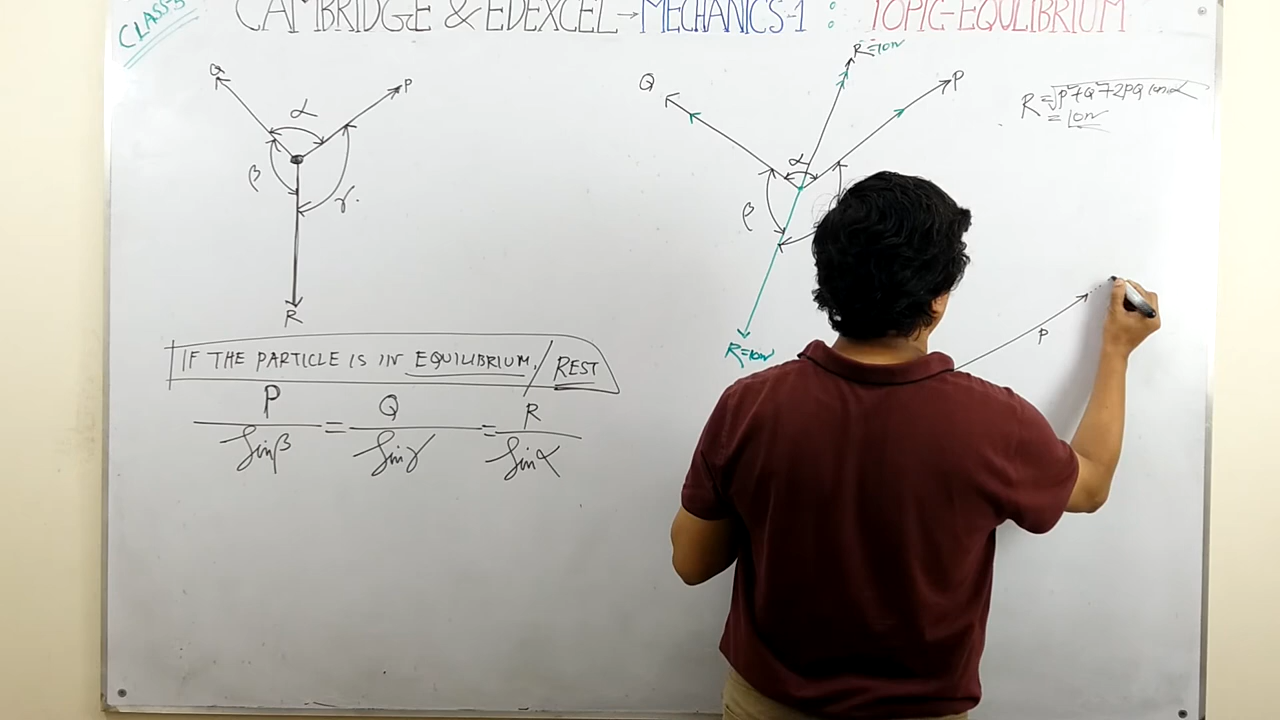 CLASS-3
CAMBRIDGE & EDEXCEL→MECHANICS-1 : TOPIC-EQULIBRIUM
Q
P
α
β
γ.
R
IF THE PARTICLE IS IN EQUILIBRIUM. / REST
P/Sinβ = Q/Sinγ = R/Sinα
Q
R=10N
P
α
β
R=10N
R=√P²+Q²+2PQ cosα
=10N
P